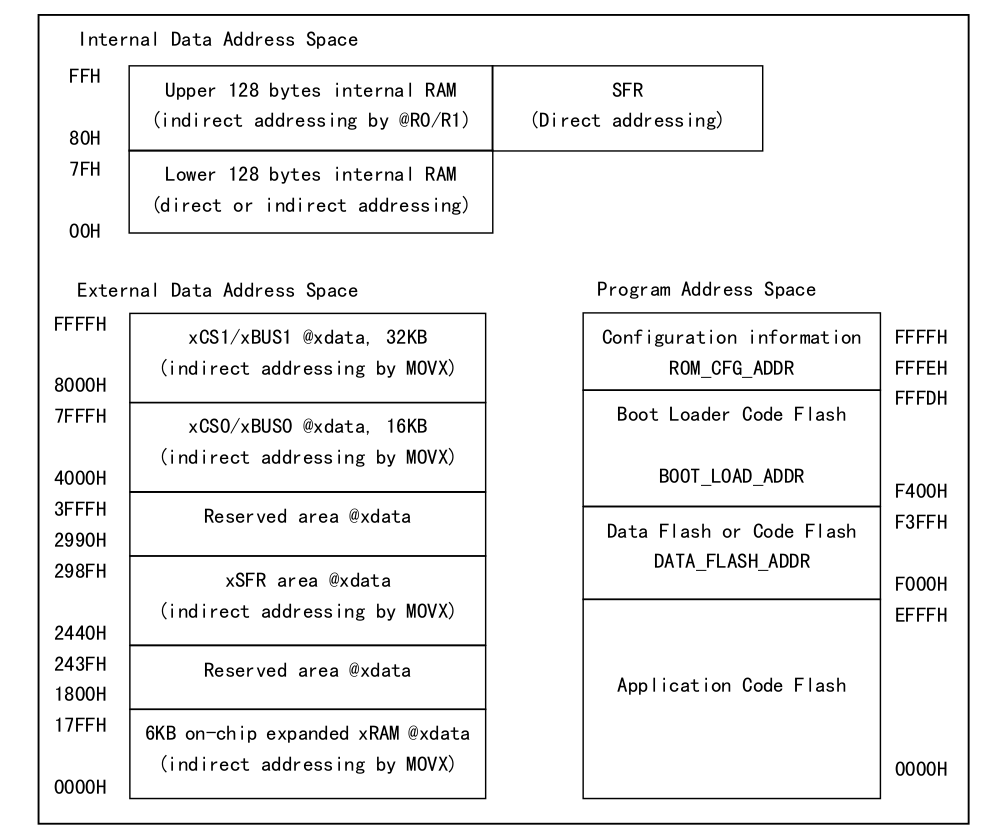 Internal Data Address Space
FFH
Upper 128 bytes internal RAM
SFR
(indirect addressing by @R0/R1)
(Direct addressing)
80H
7FH
Lower 128 bytes internal RAM
(direct or indirect addressing)
00H
External Data Address Space
FFFFH
xCS1/xBUS1 @xdata, 32KB
(indirect addressing by MOVX)
8000H
7FFFH
xCS0/xBUS0 @xdata, 16KB
(indirect addressing by MOVX)
4000H
3FFFH
Reserved area @xdata
2990H
298FH
xSFR area @xdata
(indirect addressing by MOVX)
2440H
243FH
Reserved area @xdata
1800H
17FFH
6KB on-chip expanded xRAM @xdata
(indirect addressing by MOVX)
0000H
Program Address Space
Configuration information
FFFFH
ROM_CFG_ADDR
FFFEH
FFFDH
Boot Loader Code Flash
BOOT_LOAD_ADDR
F400H
F3FFH
Data Flash or Code Flash
DATA_FLASH_ADDR
F000H
EFFFH
Application Code Flash
0000H